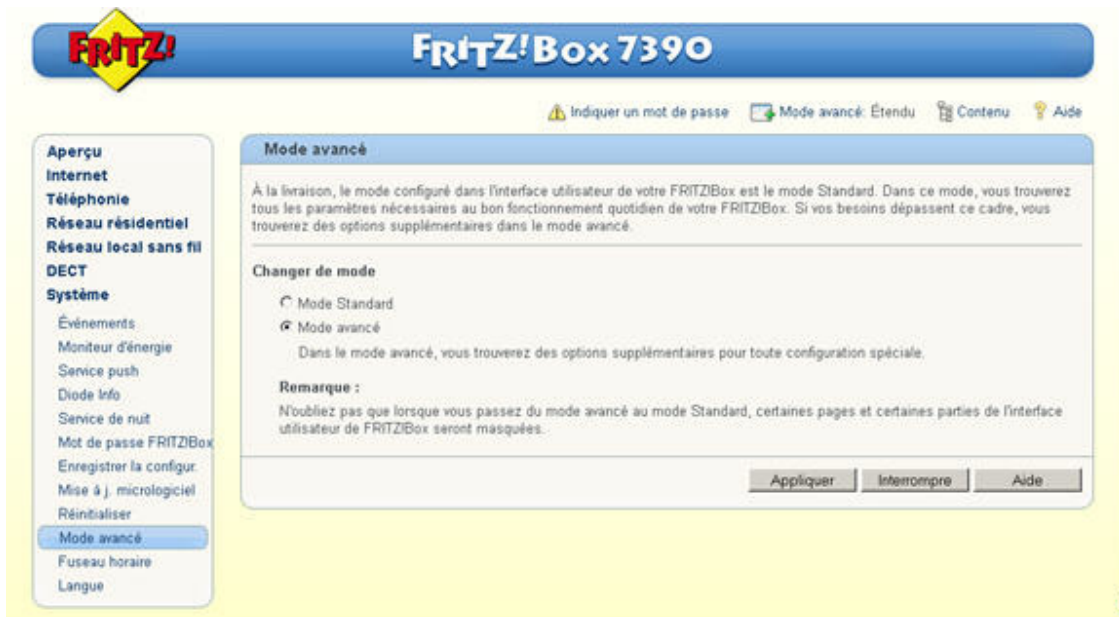 FRITZ!
FRITZ!Box 7390
Indiquer un mot de passe Mode avancé: Étendu Contenu Aide
Aperçu
Internet
Téléphonie
Réseau résidentiel
Réseau local sans fil
DECT
Système
Événements
Moniteur d'énergie
Service push
Diode Info
Service de nuit
Mot de passe FRITZ!Box
Enregistrer la configur.
Mise à j. micrologiciel
Réinitialiser
Mode avancé
Fuseau horaire
Langue
Mode avancé
À la livraison, le mode configuré dans l'interface utilisateur de votre FRITZ!Box est le mode Standard. Dans ce mode, vous trouverez
tous les paramètres nécessaires au bon fonctionnement quotidien de votre FRITZ!Box. Si vos besoins dépassent ce cadre, vous
trouverez des options supplémentaires dans le mode avancé.
Changer de mode
Mode Standard
Mode avancé
Dans le mode avancé, vous trouverez des options supplémentaires pour toute configuration spéciale.
Remarque :
N'oubliez pas que lorsque vous passez du mode avancé au mode Standard, certaines pages et certaines parties de l'interface
utilisateur de FRITZ!Box seront masquées.
Appliquer Interrompre Aide